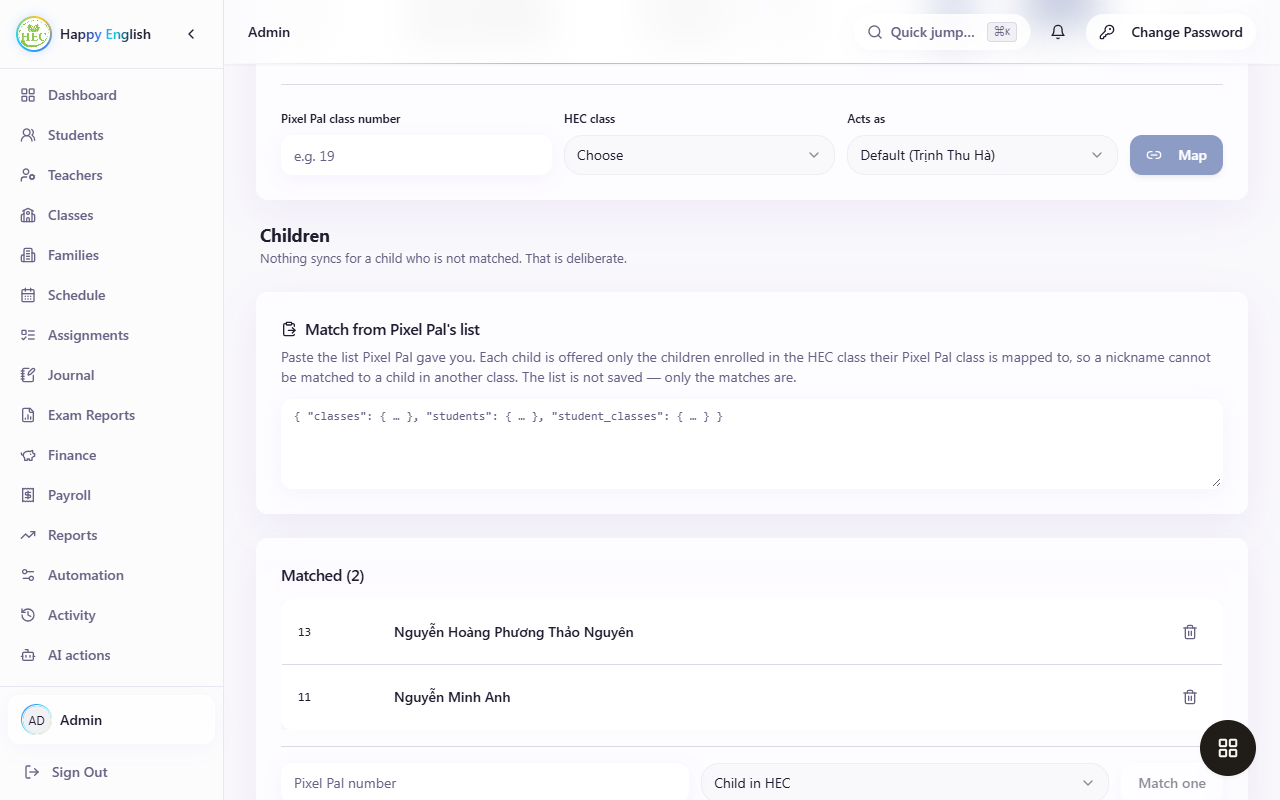 HEC
Happy English
Admin
Quick jump...
⌘K
Change Password
Dashboard
Students
Teachers
Classes
Families
Schedule
Assignments
Journal
Exam Reports
Finance
Payroll
Reports
Automation
Activity
AI actions
AD
Admin
Sign Out
Pixel Pal class number
HEC class
Acts as
e.g. 19
Choose
Default (Trịnh Thu Hà)
Map
Children
Nothing syncs for a child who is not matched. That is deliberate.
Match from Pixel Pal's list
Paste the list Pixel Pal gave you. Each child is offered only the children enrolled in the HEC class their Pixel Pal class is mapped to, so a nickname cannot
be matched to a child in another class. The list is not saved — only the matches are.
{ "classes": { … }, "students": { … }, "student_classes": { … } }
Matched (2)
13 Nguyễn Hoàng Phương Thảo Nguyên
11 Nguyễn Minh Anh
Pixel Pal number
Child in HEC
Match one